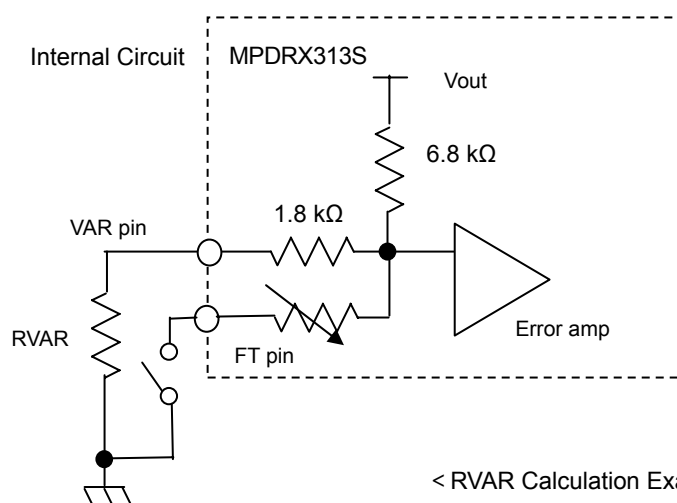 Internal Circuit
MPDRX313S
Vout
6.8 kΩ
1.8 kΩ
VAR pin
RVAR
FT pin
Error amp
< RVAR Calculation Exa